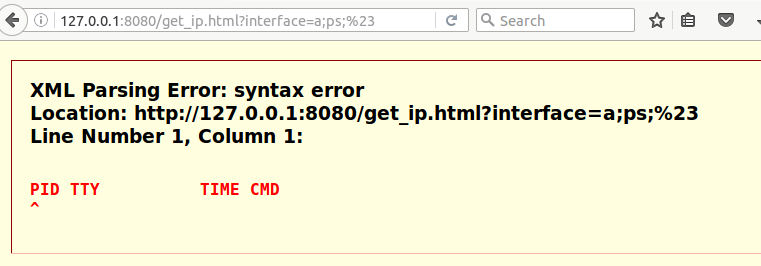 127.0.0.1:8080/get_ip.html?interface=a;ps;%23
Search
XML Parsing Error: syntax error
Location: http://127.0.0.1:8080/get_ip.html?interface=a;ps;%23
Line Number 1, Column 1:
PID TTY          TIME CMD
^